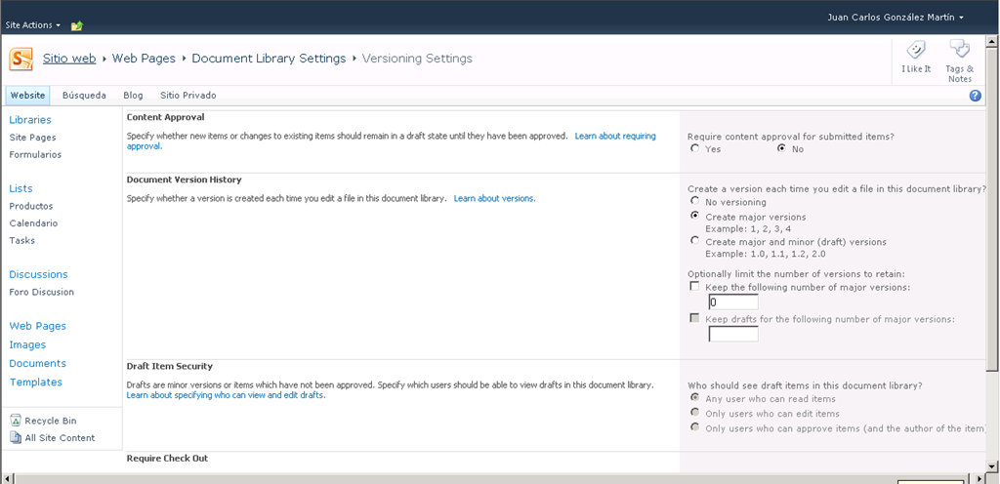 Juan Carlos González Martín
Site Actions
Sitio web Web Pages Document Library Settings Versioning Settings
I Like It
Tags & Notes
Website Búsqueda Blog Sitio Privado
Libraries
Site Pages
Formularios
Lists
Productos
Calendario
Tasks
Discussions
Foro Discusion
Web Pages
Images
Documents
Templates
Recycle Bin
All Site Content
Content Approval
Specify whether new items or changes to existing items should remain in a draft state until they have been approved. Learn about requiring
approval.
Require content approval for submitted items?
Yes No
Document Version History
Specify whether a version is created each time you edit a file in this document library. Learn about versions.
Create a version each time you edit a file in this document library?
No versioning
Create major versions
Example: 1, 2, 3, 4
Create major and minor (draft) versions
Example: 1.0, 1.1, 1.2, 2.0
Optionally limit the number of versions to retain:
Keep the following number of major versions:
0
Keep drafts for the following number of major versions:
Draft Item Security
Drafts are minor versions or items which have not been approved. Specify which users should be able to view drafts in this document library.
Learn about specifying who can view and edit drafts.
Who should see draft items in this document library?
Any user who can read items
Only users who can edit items
Only users who can approve items (and the author of the item
Require Check Out